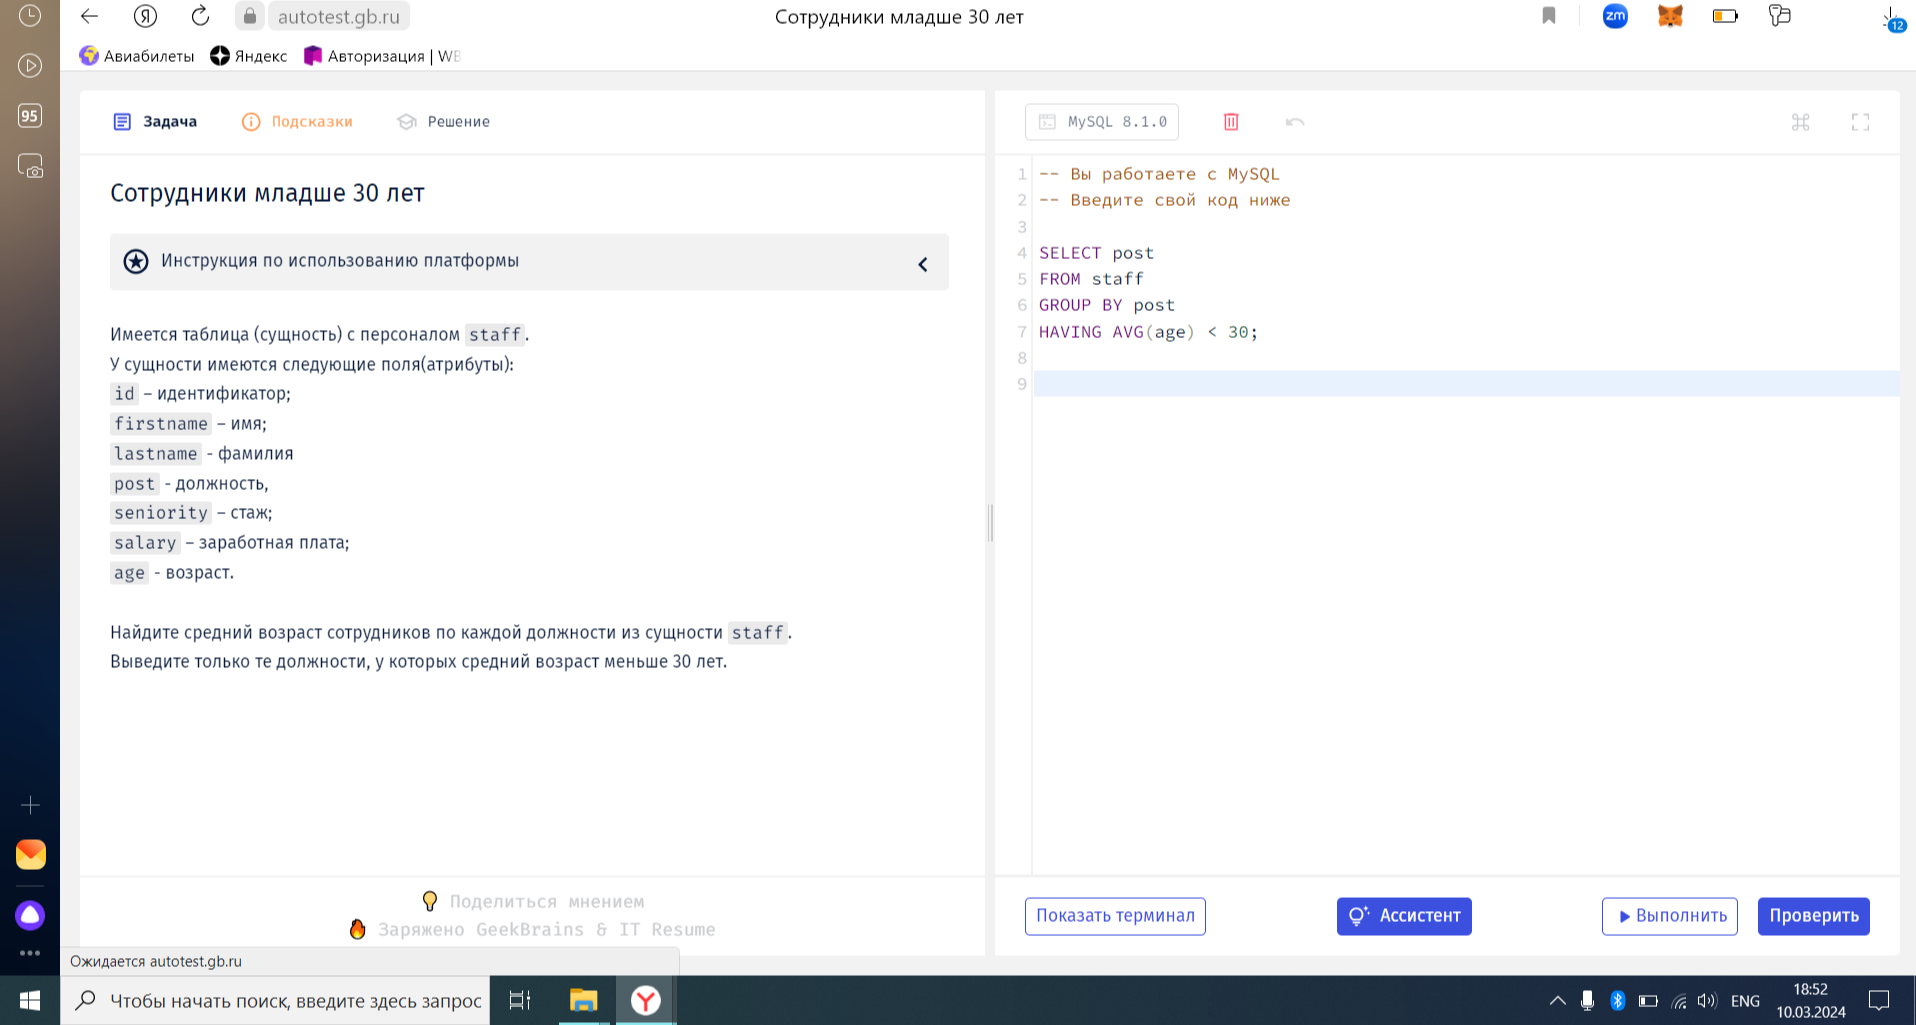 autotest.gb.ru
Сотрудники младше 30 лет
zm
12
Авиабилеты
Яндекс
Авторизация | WB
95
Задача
Подсказки
Решение
Сотрудники младше 30 лет
Инструкция по использованию платформы
Имеется таблица (сущность) с персоналом staff.
У сущности имеются следующие поля(атрибуты):
id – идентификатор;
firstname – имя;
lastname - фамилия
post - должность,
seniority – стаж;
salary – заработная плата;
age - возраст.
Найдите средний возраст сотрудников по каждой должности из сущности staff.
Выведите только те должности, у которых средний возраст меньше 30 лет.
Поделиться мнением
Заряжено GeekBrains & IT Resume
MySQL 8.1.0
1 -- Вы работаете с MySQL
2 -- Введите свой код ниже
3
4 SELECT post
5 FROM staff
6 GROUP BY post
7 HAVING AVG(age) < 30;
8
9
Показать терминал
Ассистент
Выполнить
Проверить
Ожидается autotest.gb.ru
Чтобы начать поиск, введите здесь запрос
ENG
18:52
10.03.2024